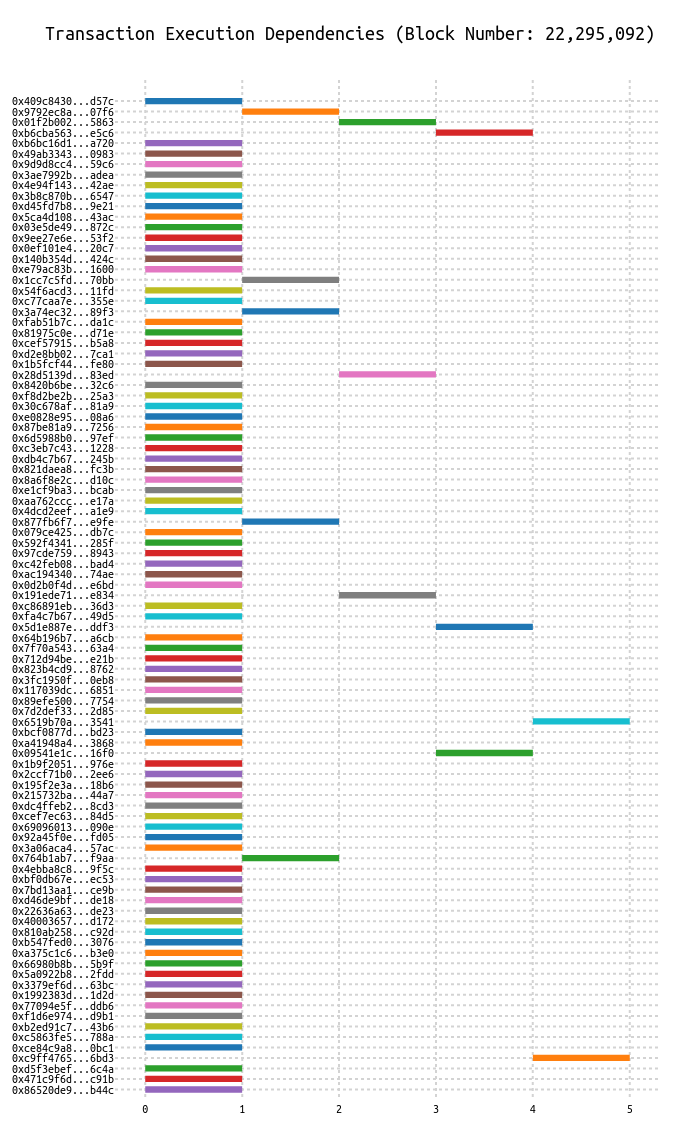 Transaction Execution Dependencies (Block Number: 22,295,092)
0x409c8430...d57c
0x9792ec8a...07f6
0x01f2b002...5863
0xb6cba563...e5c6
0xb6bc16d1...a720
0x49ab3343...0983
0x9d9d8cc4...59c6
0x3ae7992b...adea
0x4e94f143...42ae
0x3b8c870b...6547
0xd45fd7b8...9e21
0x5ca4d108...43ac
0x03e5de49...872c
0x9ee27e6e...53f2
0x0ef101e4...20c7
0x140b354d...424c
0xe79ac83b...1600
0x1cc7c5fd...70bb
0x54f6acd3...11fd
0xc77caa7e...355e
0x3a74ec32...89f3
0xfab51b7c...da1c
0x81975c0e...d71e
0xcef57915...b5a8
0xd2e8bb02...7ca1
0x1b5fcf44...fe80
0x28d5139d...83ed
0x8420b6be...32c6
0xf8d2be2b...25a3
0x30c678af...81a9
0xe0828e95...08a6
0x87be81a9...7256
0x6d5988b0...97ef
0xc3eb7c43...1228
0xdb4c7b67...245b
0x821daea8...fc3b
0x8a6f8e2c...d10c
0xe1cf9ba3...bcab
0xaa762ccc...e17a
0x4dcd2eef...a1e9
0x877fb6f7...e9fe
0x079ce425...db7c
0x592f4341...285f
0x97cde759...8943
0xc42feb08...bad4
0xac194340...74ae
0x0d2b0f4d...e6bd
0x191ede71...e834
0xc86891eb...36d3
0xfa4c7b67...49d5
0x5d1e887e...ddf3
0x64b196b7...a6cb
0x7f70a543...63a4
0x712d94be...e21b
0x823b4cd9...8762
0x3fc1950f...0eb8
0x117039dc...6851
0x89efe500...7754
0x7d2def33...2d85
0x6519b70a...3541
0xbcf0877d...bd23
0xa41948a4...3868
0x09541e1c...16f0
0x1b9f2051...976e
0x2ccf71b0...2ee6
0x195f2e3a...18b6
0x215732ba...44a7
0xdc4ffeb2...8cd3
0xcef7ec63...84d5
0x69096013...090e
0x92a45f0e...fd05
0x3a06aca4...57ac
0x764b1ab7...f9aa
0x4ebba8c8...9f5c
0xbf0db67e...ec53
0x7bd13aa1...ce9b
0xd46de9bf...de18
0x22636a63...de23
0x40003657...d172
0x810ab258...c92d
0xb547fed0...3076
0xa375c1c6...b3e0
0x66980b8b...5b9f
0x5a0922b8...2fdd
0x3379ef6d...63bc
0x1992383d...1d2d
0x77094e5f...ddb6
0xf1d6e974...d9b1
0xb2ed91c7...43b6
0xc5863fe5...788a
0xce84c9a8...0bc1
0xc9ff4765...6bd3
0xd5f3ebef...6c4a
0x471c9f6d...c91b
0x86520de9...b44c
0 1 2 3 4 5